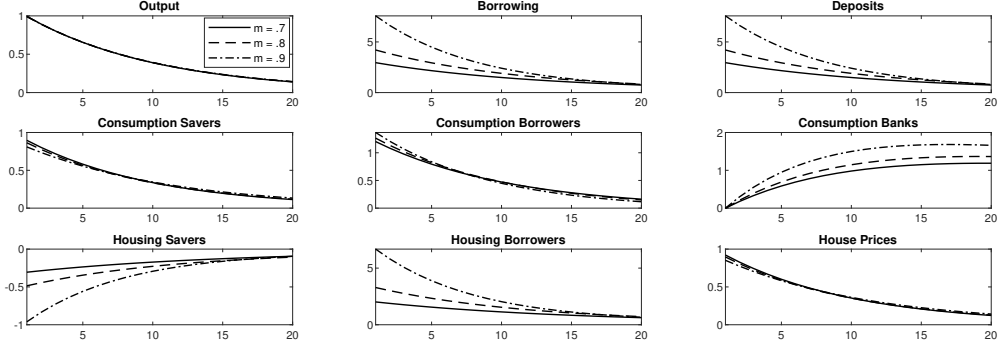 Output
Borrowing
Deposits
1
0.5
0
5 10 15 20
m = .7
m = .8
m = .9
5
0
5 10 15 20
5
0
5 10 15 20
Consumption Savers
Consumption Borrowers
Consumption Banks
1
0.5
0
5 10 15 20
1
0.5
0
5 10 15 20
2
1
0
5 10 15 20
Housing Savers
Housing Borrowers
House Prices
0
-0.5
-1
5 10 15 20
5
0
5 10 15 20
1
0.5
0
5 10 15 20